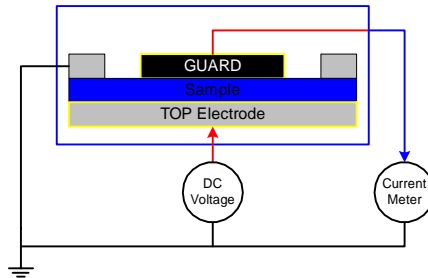 GUARD
Sample
TOP Electrode
DC
Voltage
Current
Meter